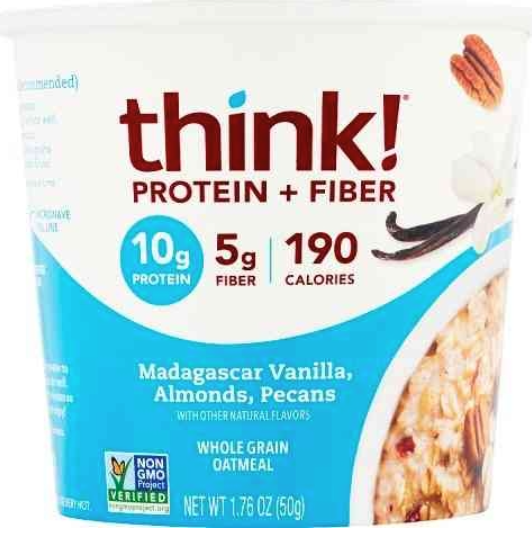 think!
PROTEIN + FIBER
10g
PROTEIN
5g
FIBER
190
CALORIES
Madagascar Vanilla,
Almonds, Pecans
WITH OTHER NATURAL FLAVORS
WHOLE GRAIN
OATMEAL
NON
GMO
Project
VERIFIED
nongmoproject.org
NET WT 1.76 OZ (50g)